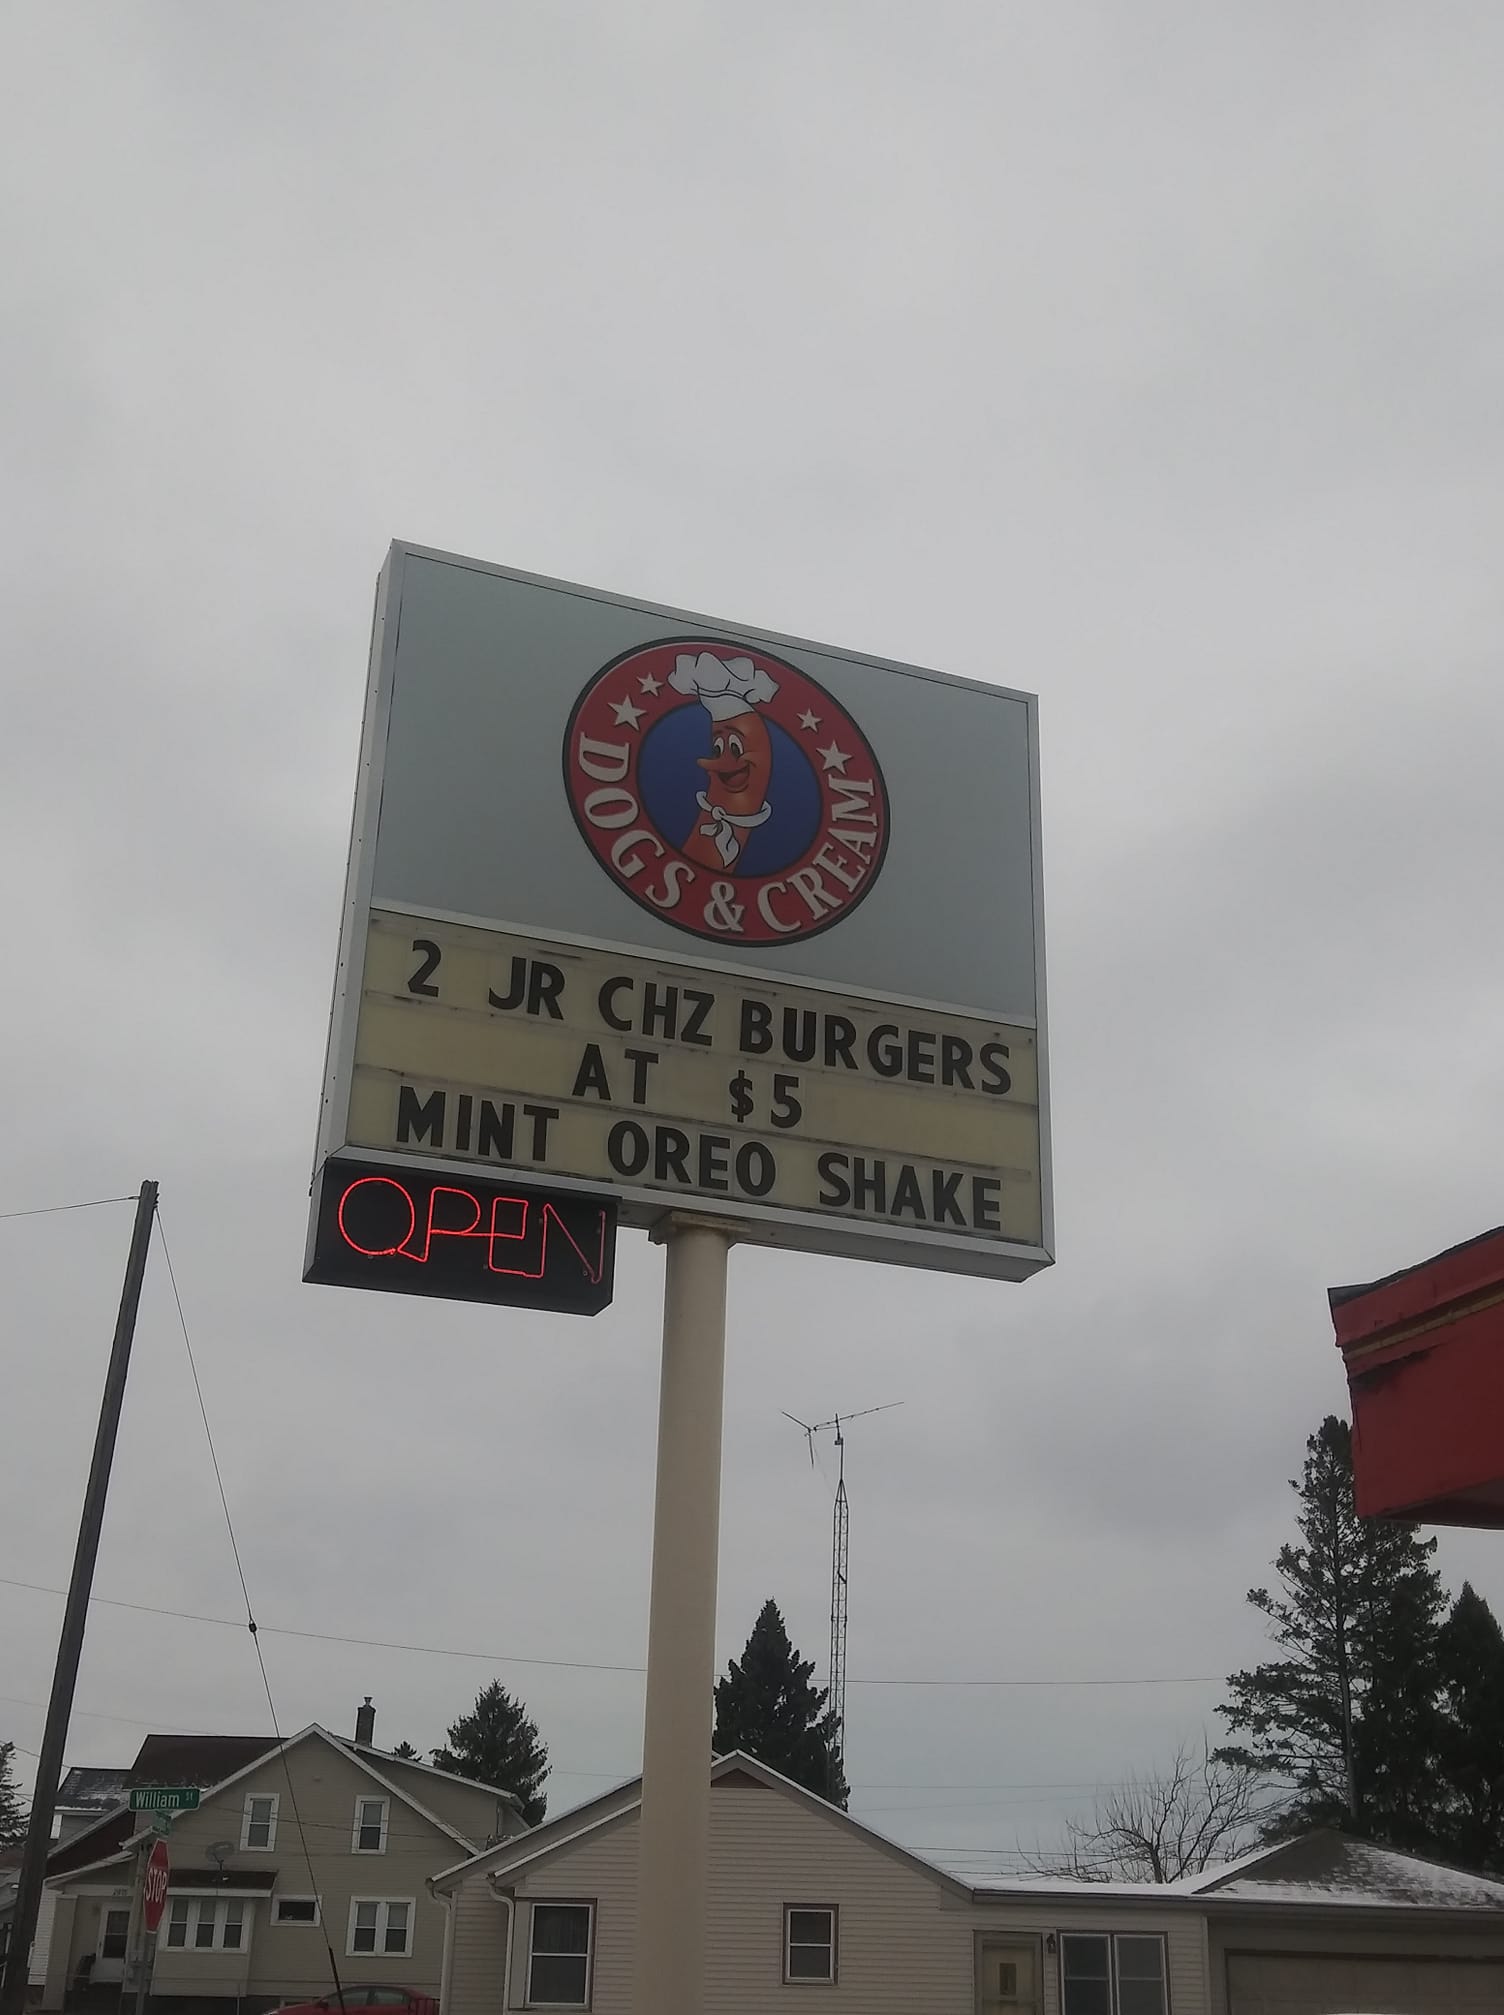 DOGS & CREAM
2 JR CHZ BURGERS
AT $5
MINT OREO SHAKE
OPEN
William St
STOP